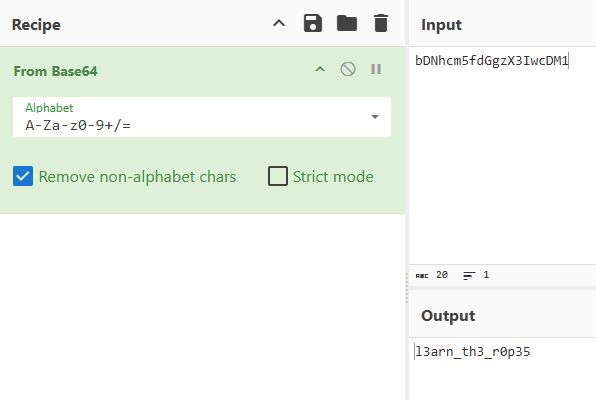 Recipe
From Base64
Alphabet
A-Za-z0-9+/=
Remove non-alphabet chars
Strict mode
Input
bDNhcm5fdGgzX3IwcDM1
ABC 20 1
Output
l3arn_th3_r0p35